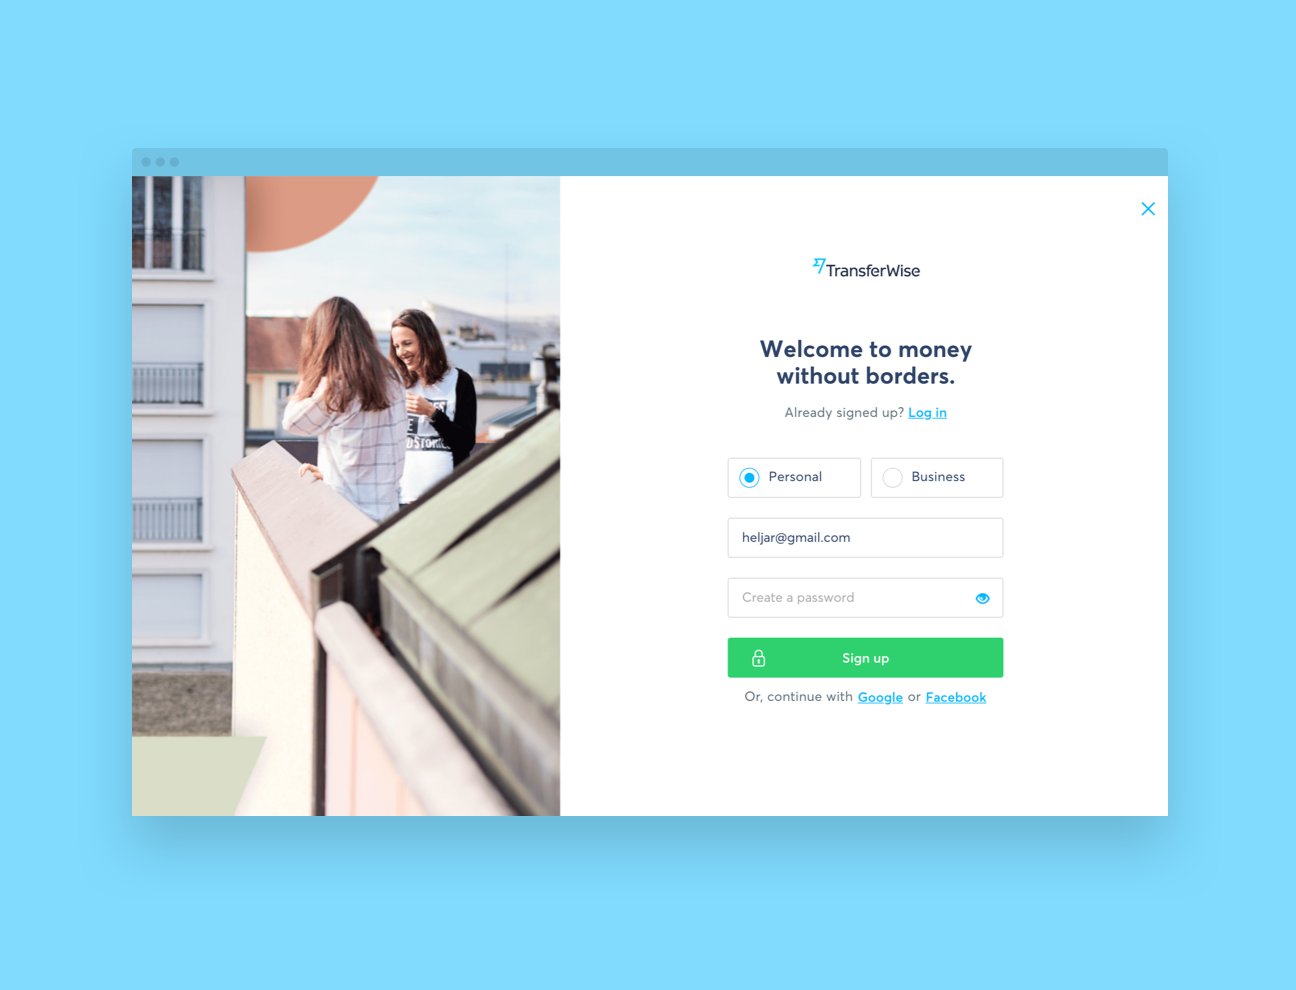 TransferWise
Welcome to money
without borders.
Already signed up? Log in
Personal
Business
heljar@gmail.com
Create a password
Sign up
Or, continue with Google or Facebook